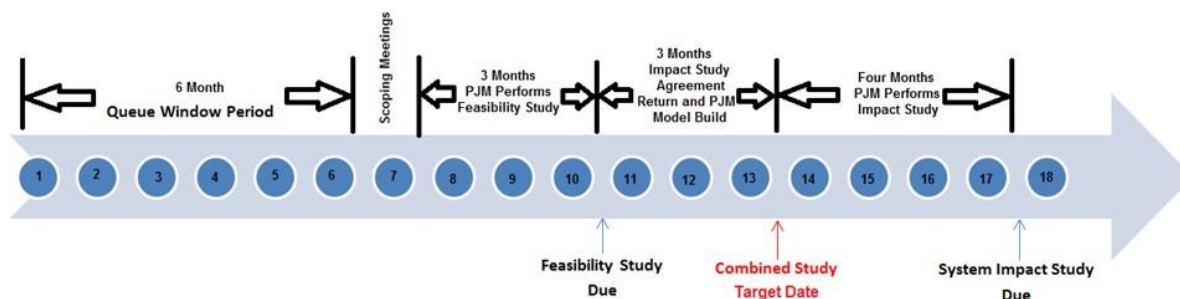 6 Month
Queue Window Period
Scoping Meetings
3 Months
PJM Performs
Feasibility Study
3 Months
Impact Study
Agreement
Return and PJM
Model Build
Four Months
PJM Performs
Impact Study
1 2 3 4 5 6 7 8 9 10 11 12 13 14 15 16 17 18
Feasibility Study
Due
Combined Study
Target Date
System Impact Study
Due